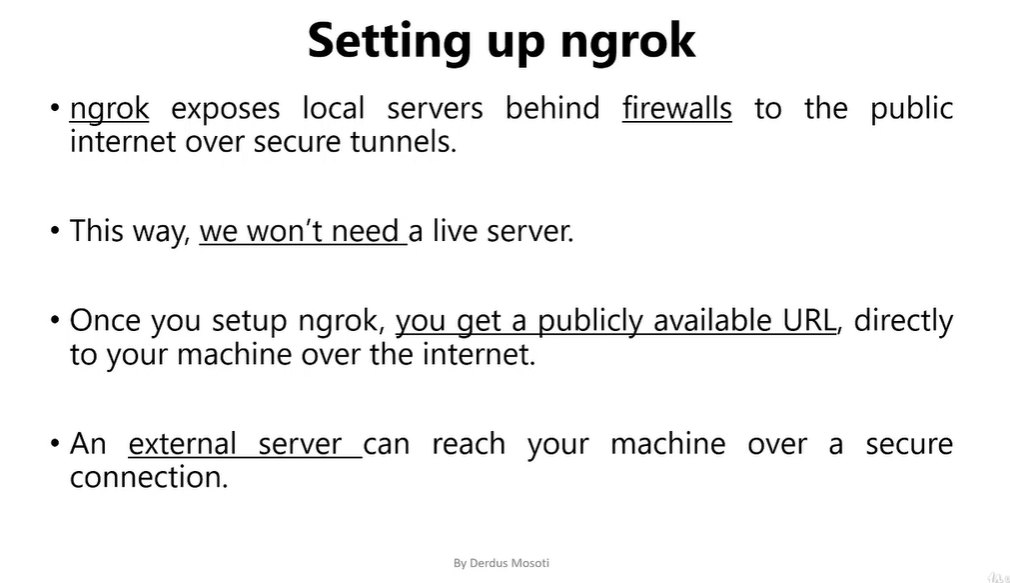 Setting up ngrok
• ngrok exposes local servers behind firewalls to the public
internet over secure tunnels.
• This way, we won't need a live server.
• Once you setup ngrok, you get a publicly available URL, directly
to your machine over the internet.
• An external server can reach your machine over a secure
connection.
By Derdus Mosoti